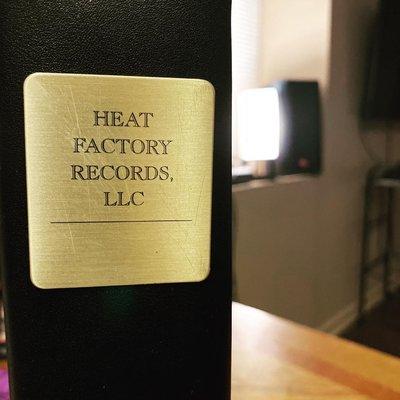 HEAT
FACTORY
RECORDS,
LLC